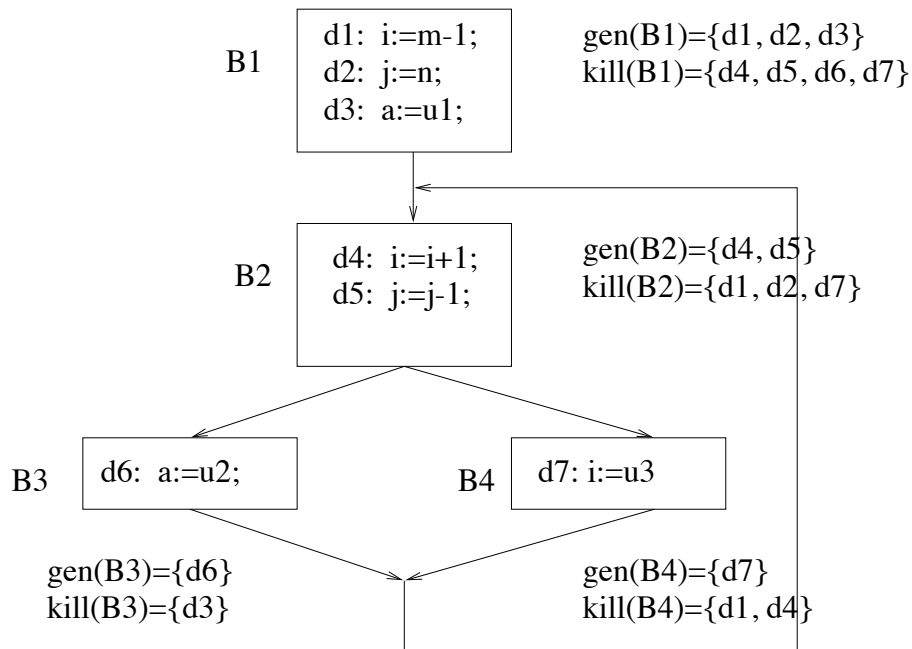 d1: i:=m-1;
d2: j:=n;
d3: a:=u1;
B1
gen(B1)={d1, d2, d3}
kill(B1)={d4, d5, d6, d7}
d4: i:=i+1;
d5: j:=j-1;
B2
gen(B2)={d4, d5}
kill(B2)={d1, d2, d7}
B3
d6: a:=u2;
B4
d7: i:=u3
gen(B3)={d6}
kill(B3)={d3}
gen(B4)={d7}
kill(B4)={d1, d4}